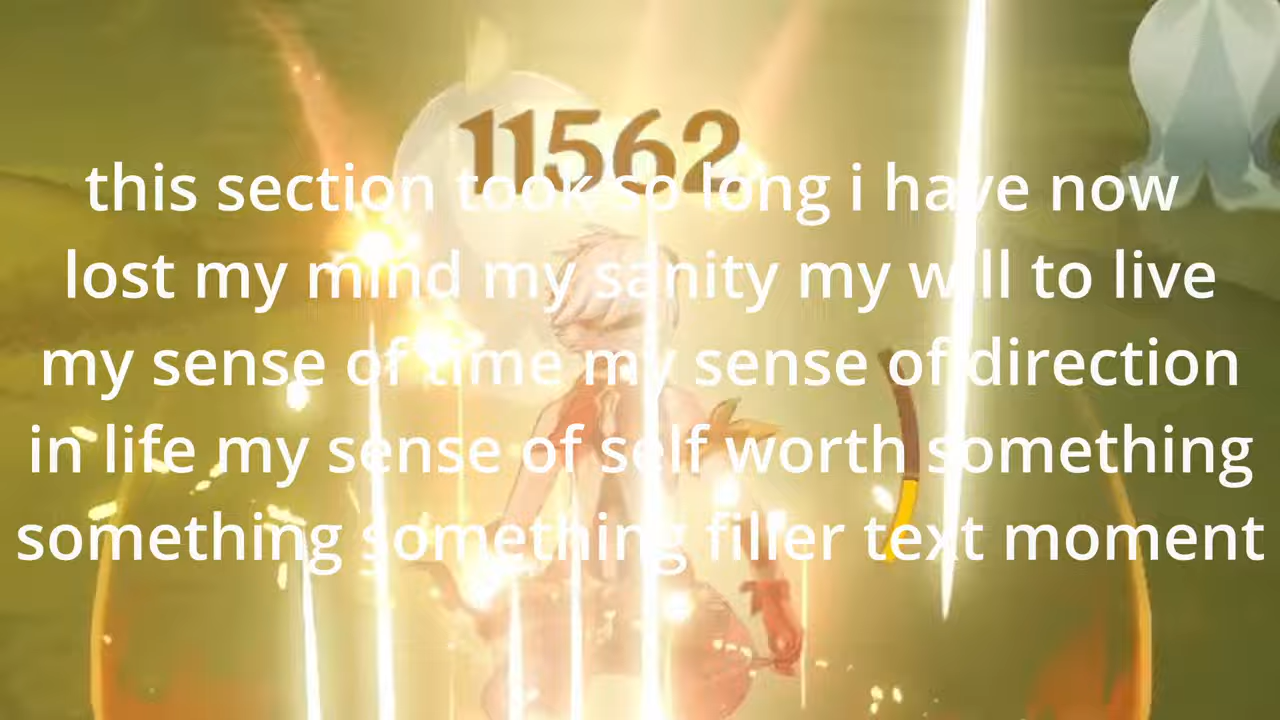 11562
this section took so long i have now
lost my mind my sanity my will to live
my sense of time my sense of direction
in life my sense of self worth something
something something filler text moment